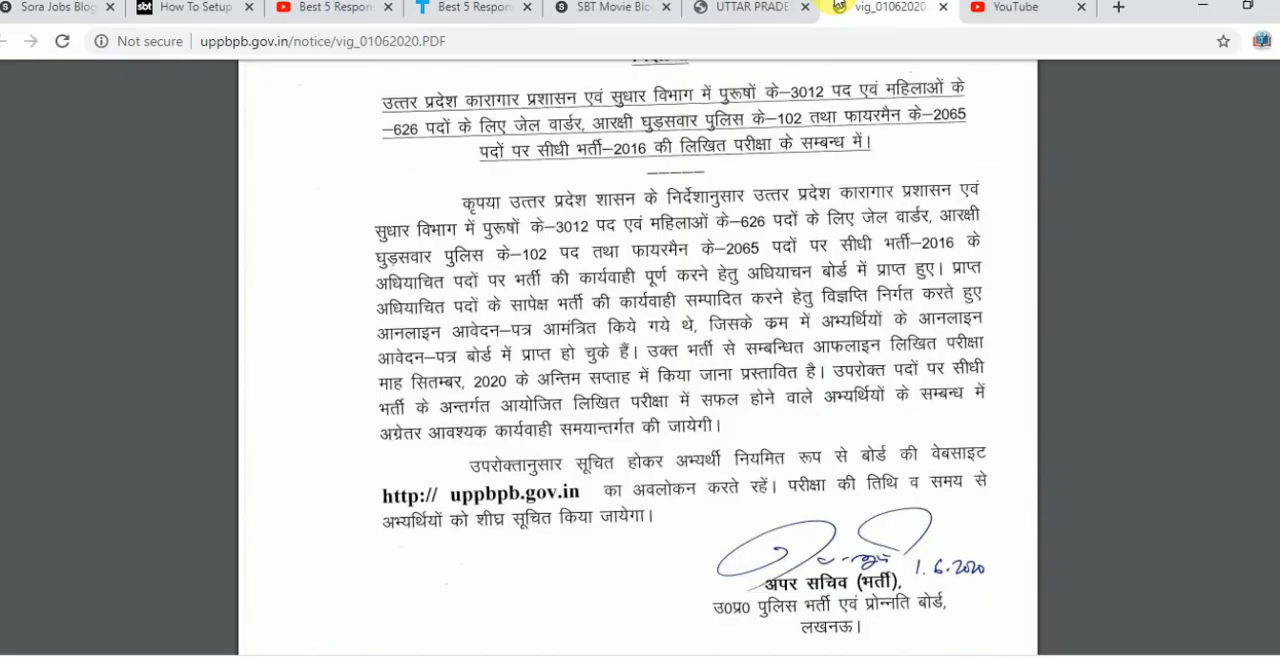 Sora Jobs Blog
How To Setup
Best 5 Respon
Best 5 Respon
SBT Movie Blo
UTTAR PRADE
vig_01062020.
YouTube
Not secure
uppbpb.gov.in/notice/vig_01062020.PDF
उत्तर प्रदेश कारागार प्रशासन एवं सुधार विभाग में पुरूषों के–3012 पद एवं महिलाओं के
–626 पदों के लिए जेल वार्डर, आरक्षी घुड़सवार पुलिस के–102 तथा फायरमैन के–2065
पदों पर सीधी भर्ती–2016 की लिखित परीक्षा के सम्बन्ध में।
कृपया उत्तर प्रदेश शासन के निर्देशानुसार उत्तर प्रदेश कारागार प्रशासन एवं
सुधार विभाग में पुरूषों के–3012 पद एवं महिलाओं के–626 पदों के लिए जेल वार्डर, आरक्षी
घुड़सवार पुलिस के–102 पद तथा फायरमैन के–2065 पदों पर सीधी भर्ती–2016 के
अधियाचित पदों पर भर्ती की कार्यवाही पूर्ण करने हेतु अधियाचन बोर्ड में प्राप्त हुए। प्राप्त
अधियाचित पदों के सापेक्ष भर्ती की कार्यवाही सम्पादित करने हेतु विज्ञप्ति निर्गत करते हुए
आनलाइन आवेदन–पत्र आमंत्रित किये गये थे, जिसके क्रम में अभ्यर्थियों के आनलाइन
आवेदन–पत्र बोर्ड में प्राप्त हो चुके हैं। उक्त भर्ती से सम्बन्धित आफलाइन लिखित परीक्षा
माह सितम्बर, 2020 के अन्तिम सप्ताह में किया जाना प्रस्तावित है। उपरोक्त पदों पर सीधी
भर्ती के अन्तर्गत आयोजित लिखित परीक्षा में सफल होने वाले अभ्यर्थियों के सम्बन्ध में
अग्रेतर आवश्यक कार्यवाही समयान्तर्गत की जायेगी।
उपरोक्तानुसार सूचित होकर अभ्यर्थी नियमित रूप से बोर्ड की वेबसाइट
http:// uppbpb.gov.in का अवलोकन करते रहें। परीक्षा की तिथि व समय से
अभ्यर्थियों को शीघ्र सूचित किया जायेगा।
1.6.2020
अपर सचिव (भर्ती),
उ0प्र0 पुलिस भर्ती एवं प्रोन्नति बोर्ड,
लखनऊ।